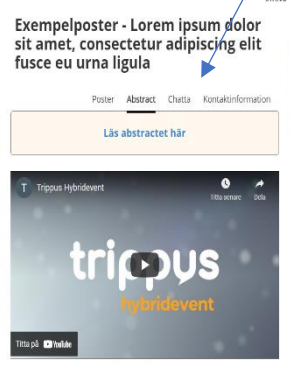 Exempelposter - Lorem ipsum dolor
sit amet, consectetur adipiscing elit
fusce eu urna ligula
Poster Abstract Chatta Kontaktinformation
Läs abstractet här
T Trippus Hybridevent
Titta senare Dela
trippus
hybridevent
Titta på YouTube